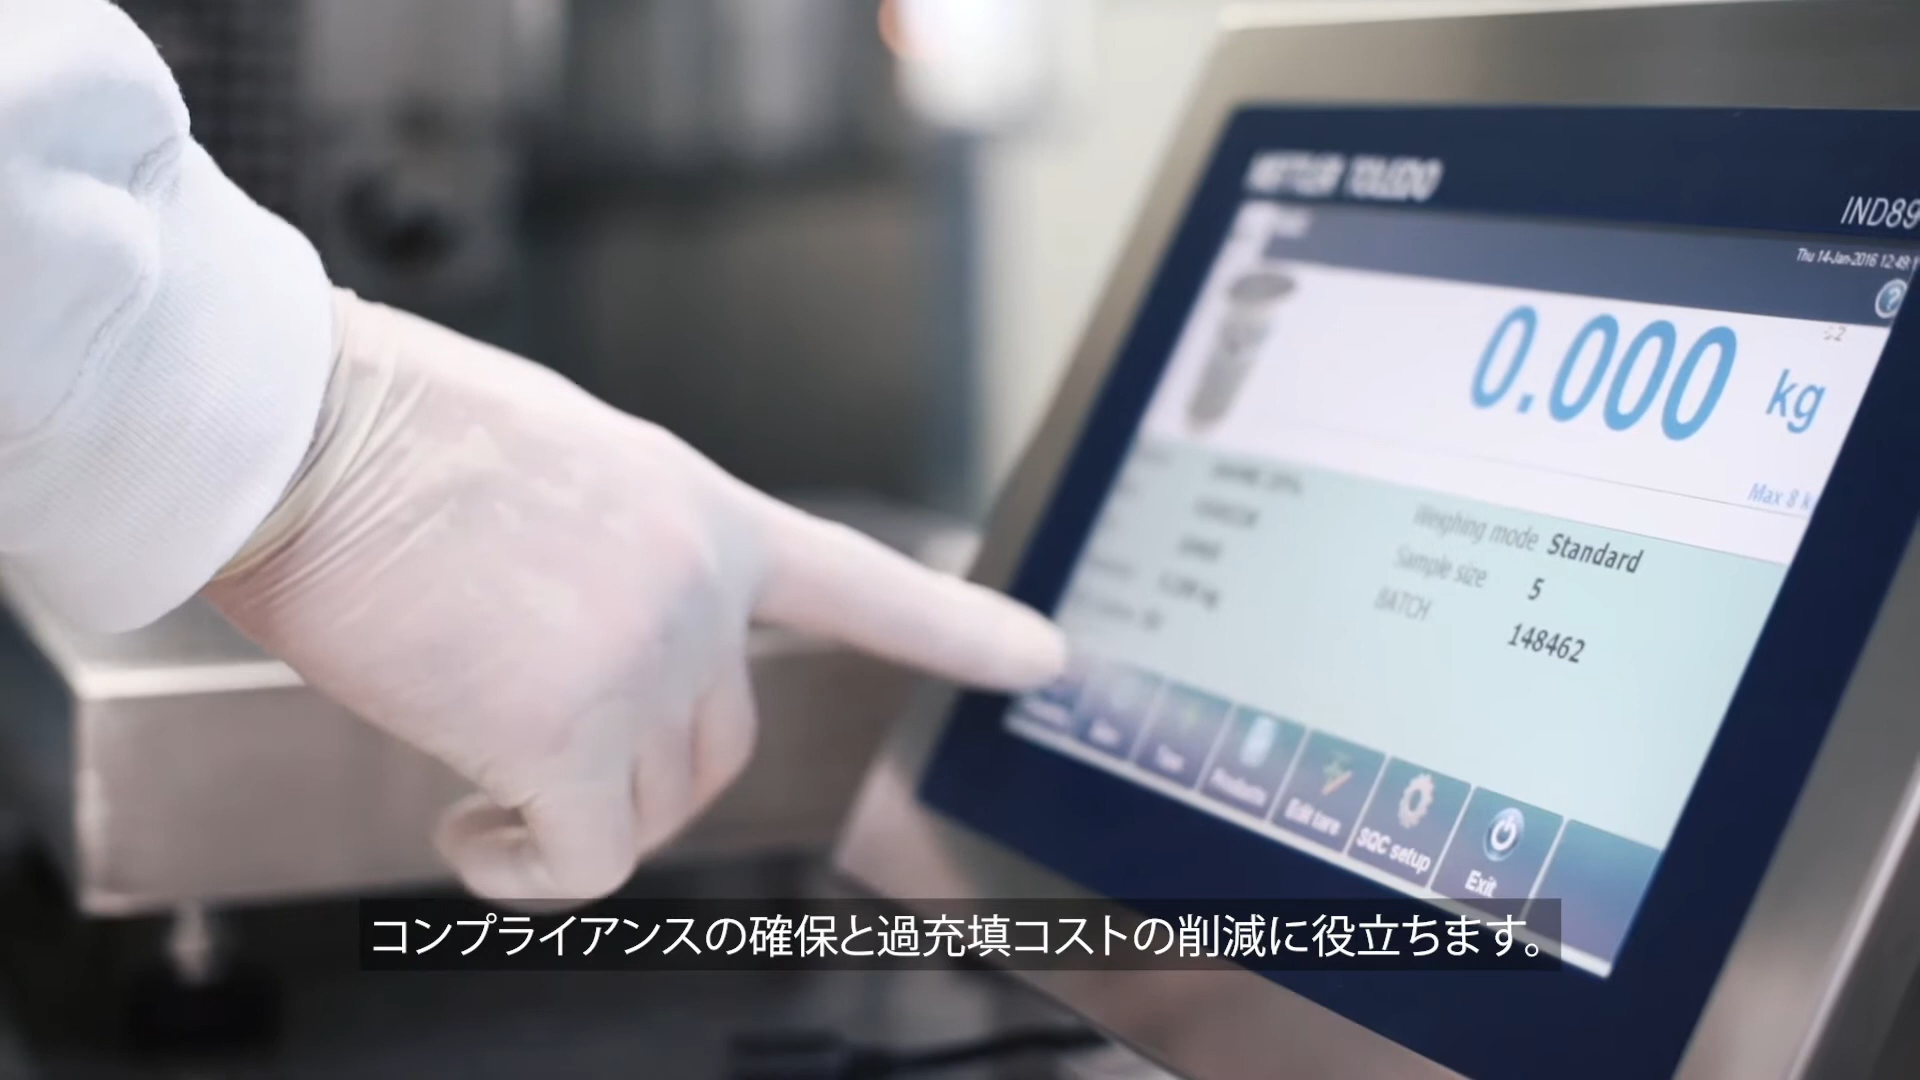 METTLER TOLEDO
IND89
Thu 14-Jan-2016 12:49
0.000 kg
Max 8 k
Weighing mode Standard
Sample size 5
BATCH 148462
Products
Edit tare
SQC setup
Exit
コンプライアンスの確保と過充填コストの削減に役立ちます。